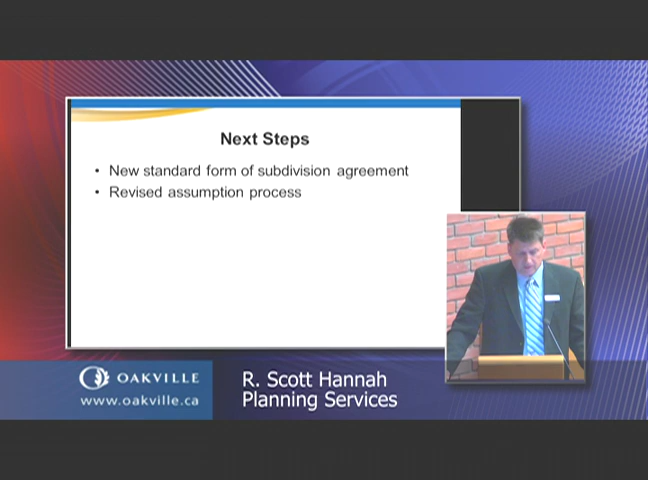 Next Steps
• New standard form of subdivision agreement
• Revised assumption process
OAKVILLE
www.oakville.ca
R. Scott Hannah
Planning Services